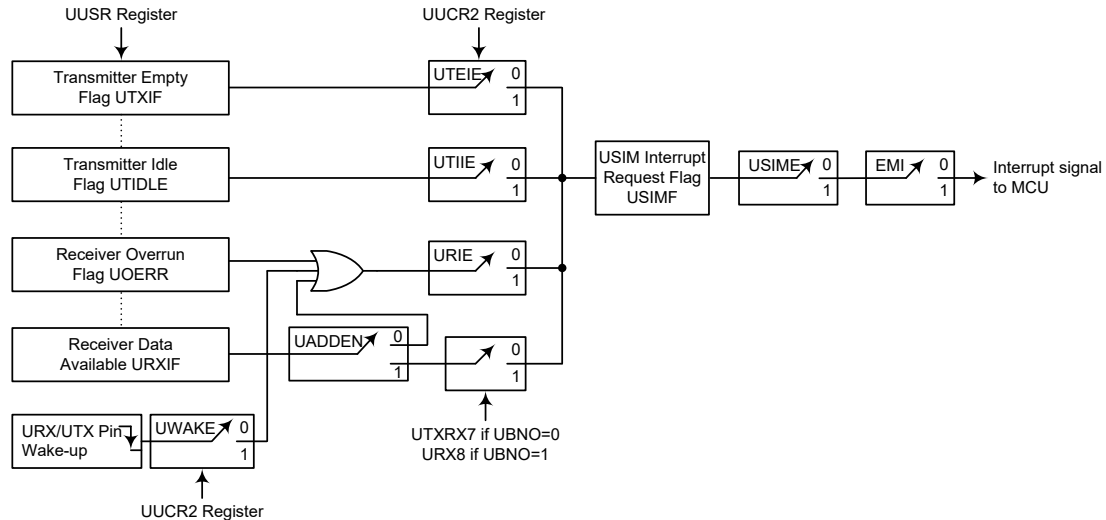 UUSR Register
UUCR2 Register
Transmitter Empty
Flag UTXIF
UTEIE
0
1
Transmitter Idle
Flag UTIDLE
UTIIE
0
1
USIM Interrupt
Request Flag
USIMF
USIME
0
1
EMI
0
1
Interrupt signal
to MCU
Receiver Overrun
Flag UOERR
URIE
0
1
Receiver Data
Available URXIF
UADDEN
0
1
0
1
URX/UTX Pin
Wake-up
UWAKE
0
1
UTXRX7 if UBNO=0
URX8 if UBNO=1
UUCR2 Register